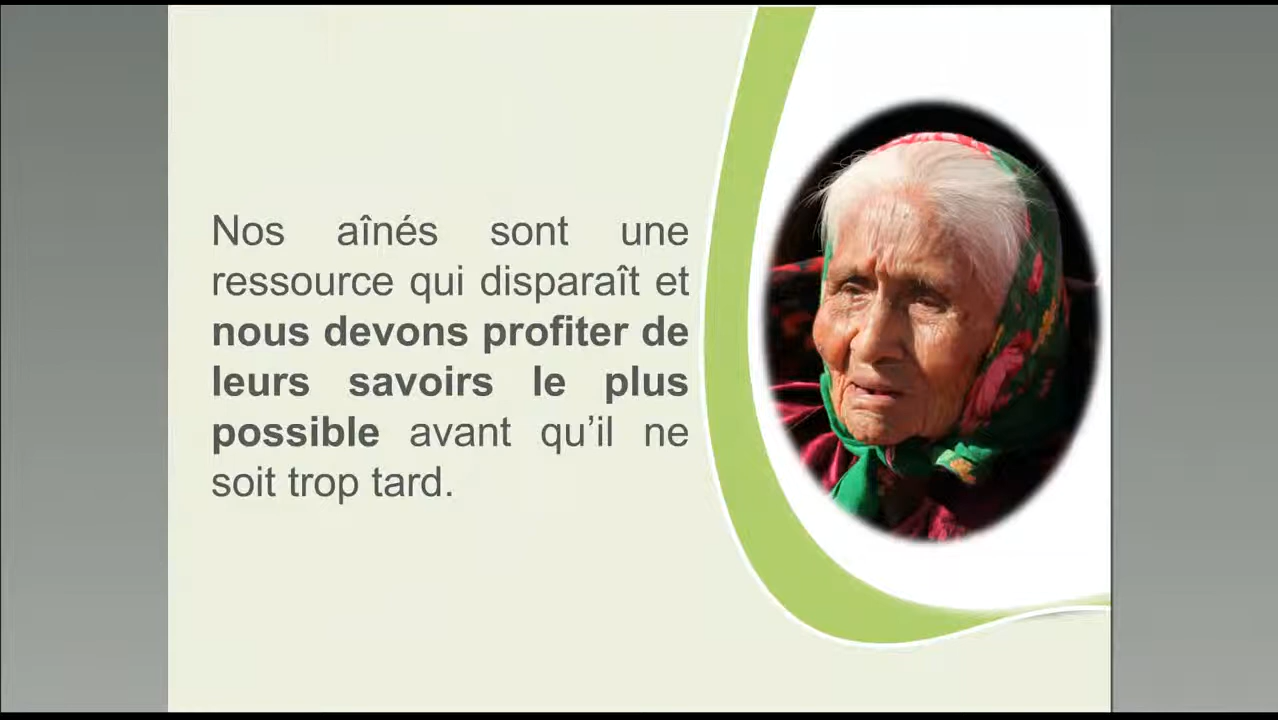 Nos aînés sont une
ressource qui disparaît et
nous devons profiter de
leurs savoirs le plus
possible avant qu’il ne
soit trop tard.